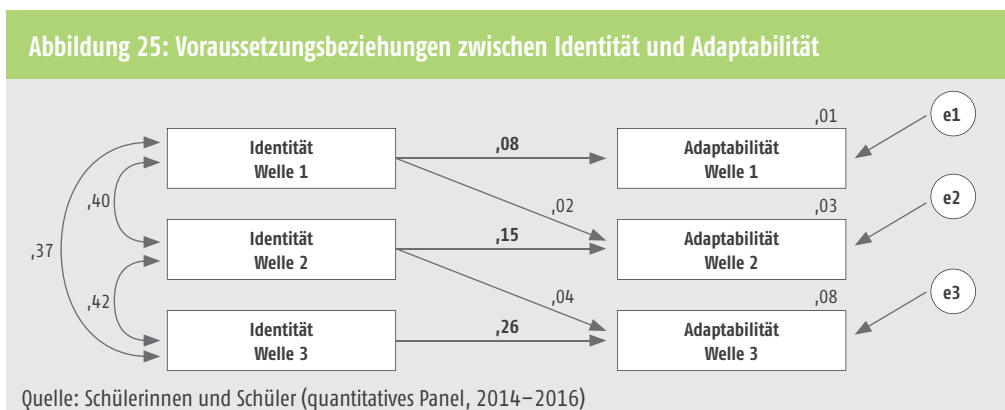 Abbildung 25: Voraussetzungsbeziehungen zwischen Identität und Adaptabilität
,01
e1
Identität
Welle 1
,08
Adaptabilität
Welle 1
,40
,02
,03
e2
,37
Identität
Welle 2
,15
Adaptabilität
Welle 2
,42
,04
,08
e3
Identität
Welle 3
,26
Adaptabilität
Welle 3
Quelle: Schülerinnen und Schüler (quantitatives Panel, 2014–2016)